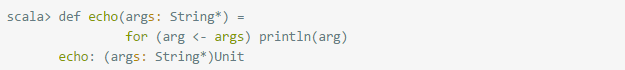 scala> def echo(args: String*) =
for (arg <- args) println(arg)
echo: (args: String*)Unit